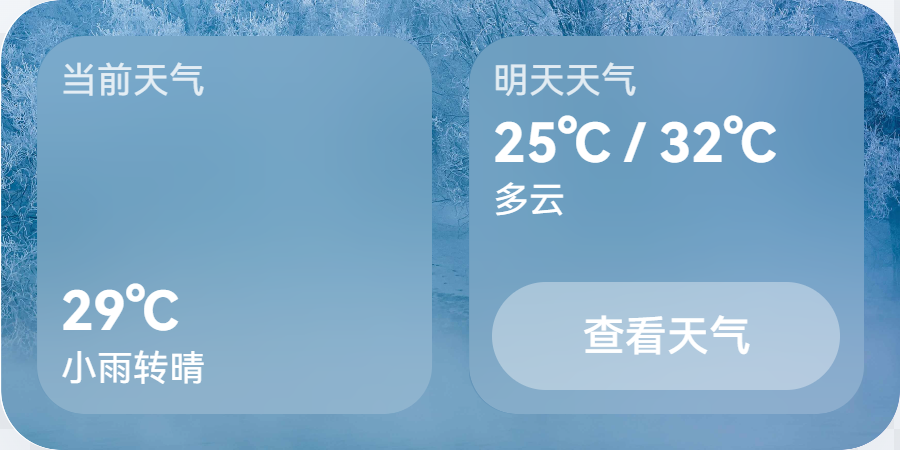 当前天气
29℃
小雨转晴
明天天气
25℃ / 32℃
多云
查看天气